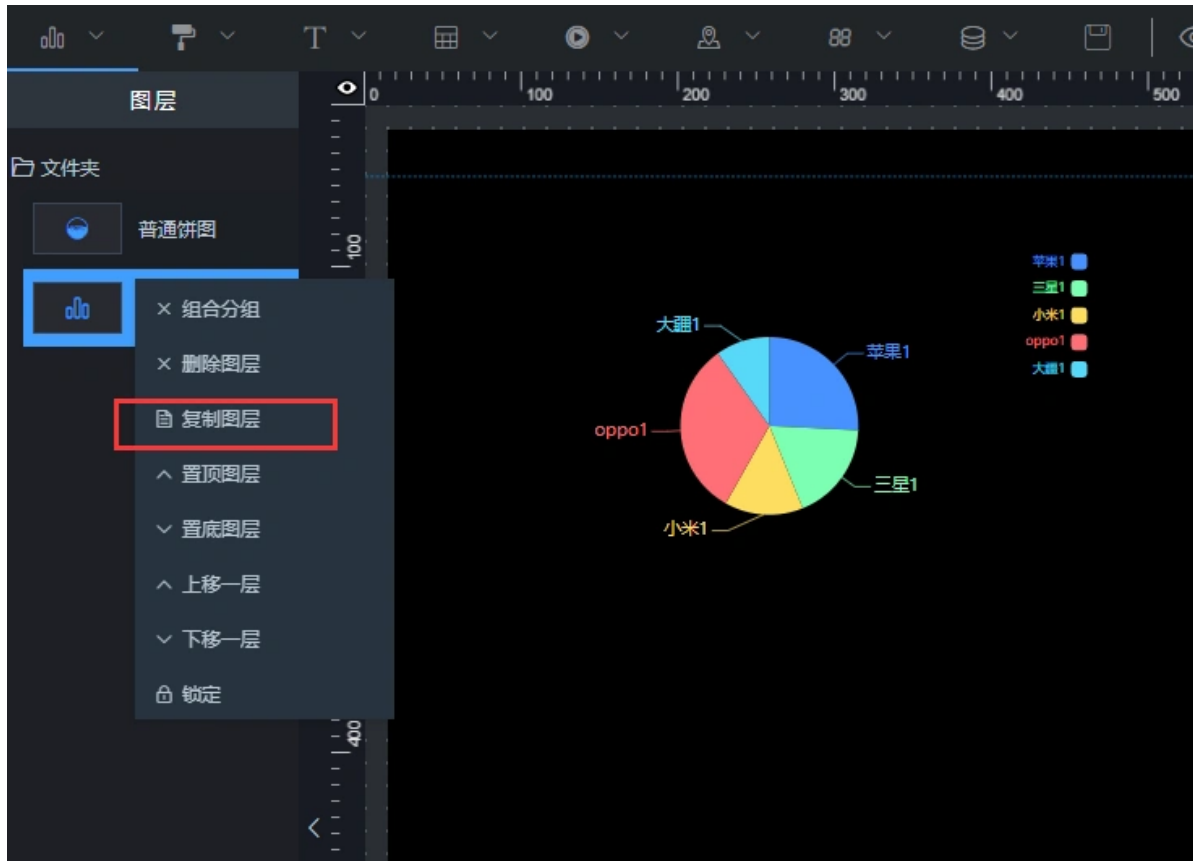 T
88
图层
0
100
200
300
400
500
文件夹
普通饼图
100
组合分组
删除图层
复制图层
置顶图层
置底图层
上移一层
下移一层
锁定
400
大疆1
苹果1
oppo1
三星1
小米1
苹果1
三星1
小米1
oppo1
大疆1